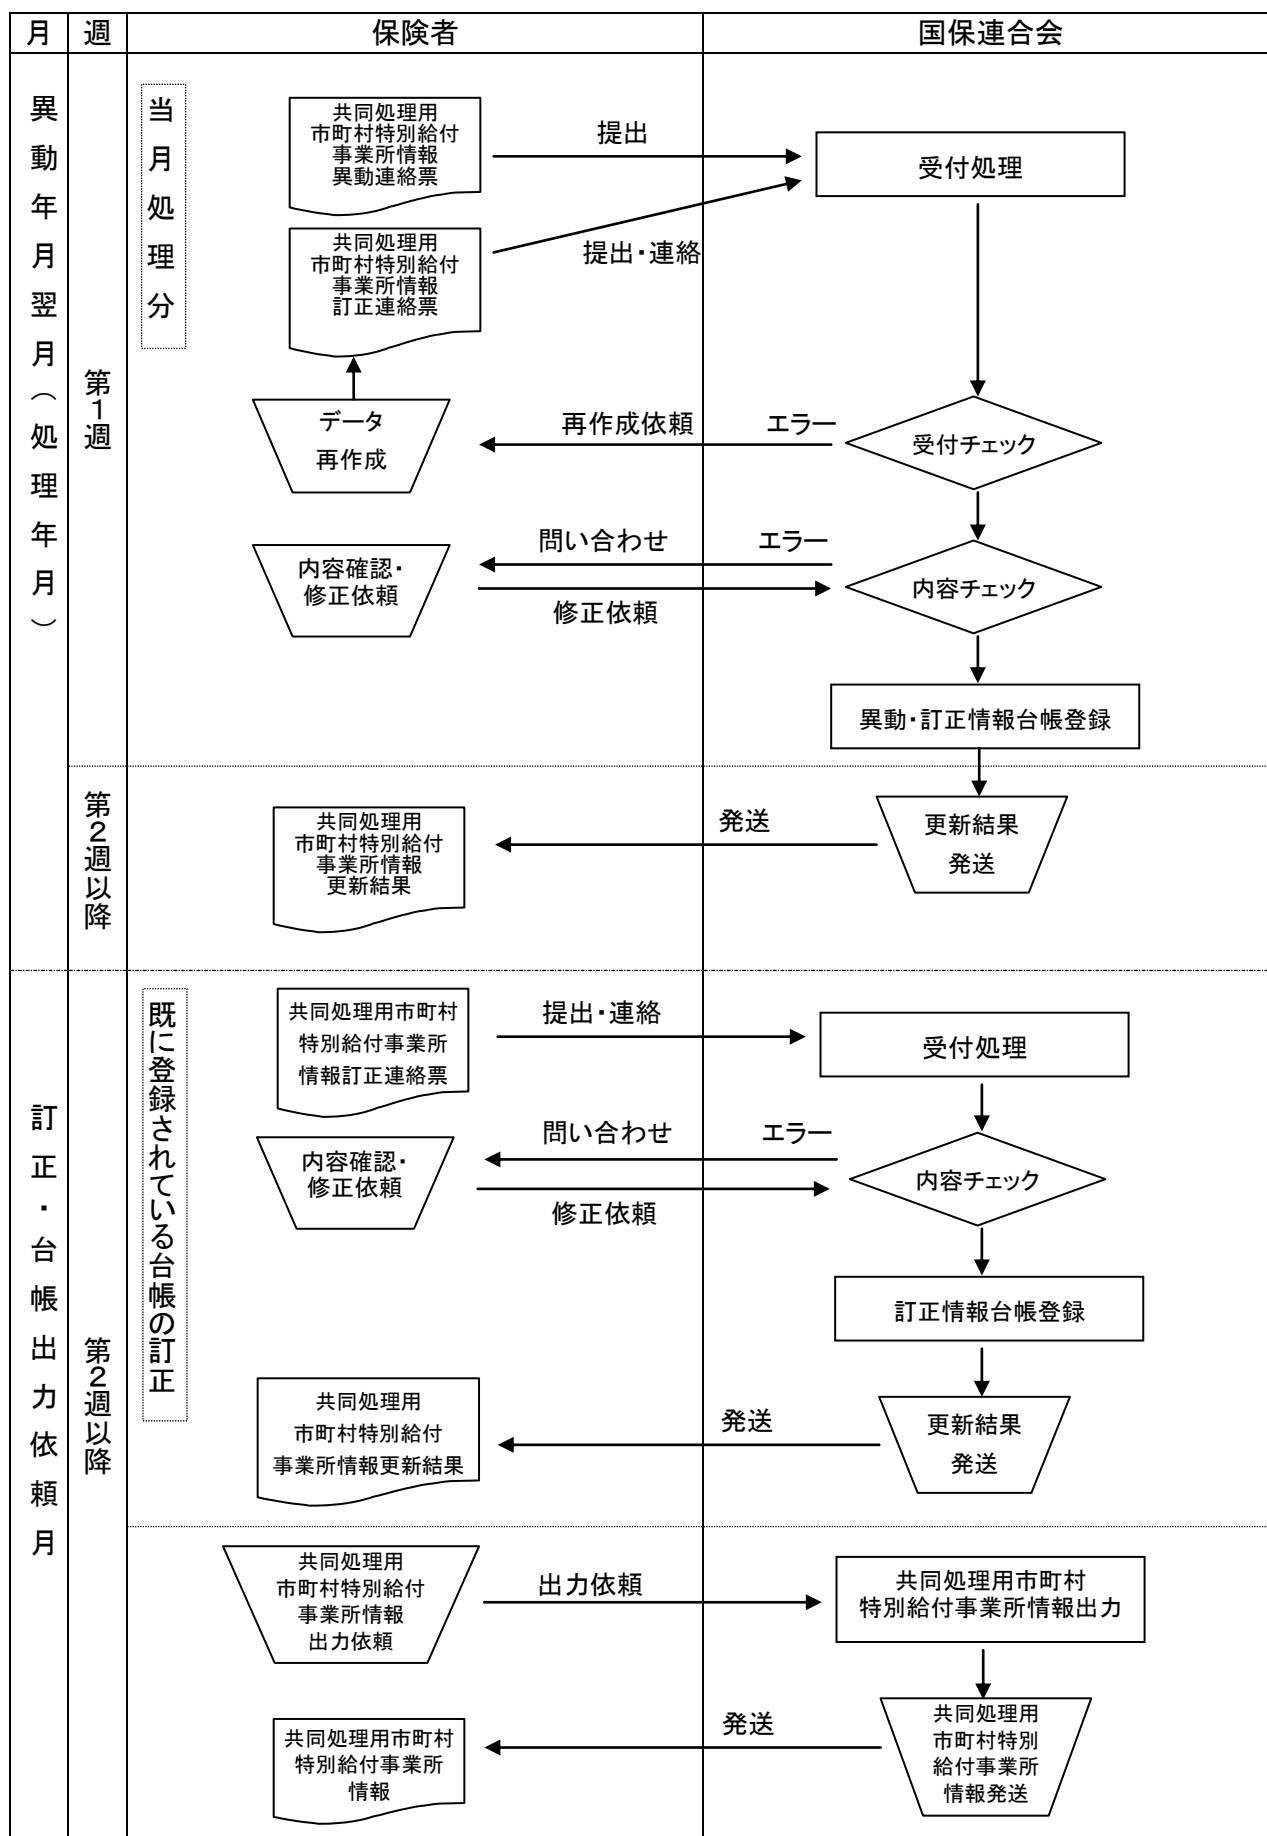 月
週
保険者
国保連合会
異動年月翌月（処理年月）
第1週
当月処理分
共同処理用
市町村特別給付
事業所情報
異動連絡票
提出
受付処理
共同処理用
市町村特別給付
事業所情報
訂正連絡票
提出・連絡
データ
再作成
再作成依頼
エラー
受付チェック
内容確認・
修正依頼
問い合わせ
エラー
修正依頼
内容チェック
異動・訂正情報台帳登録
第2週以降
共同処理用
市町村特別給付
事業所情報
更新結果
発送
更新結果
発送
訂正・台帳出力依頼月
第2週以降
既に登録されている台帳の訂正
共同処理用市町村
特別給付事業所
情報訂正連絡票
提出・連絡
受付処理
内容確認・
修正依頼
問い合わせ
エラー
修正依頼
内容チェック
訂正情報台帳登録
共同処理用
市町村特別給付
事業所情報更新結果
発送
更新結果
発送
共同処理用
市町村特別給付
事業所情報
出力依頼
出力依頼
共同処理用市町村
特別給付事業所情報出力
共同処理用市町村
特別給付事業所
情報
発送
共同処理用
市町村特別
給付事業所
情報発送